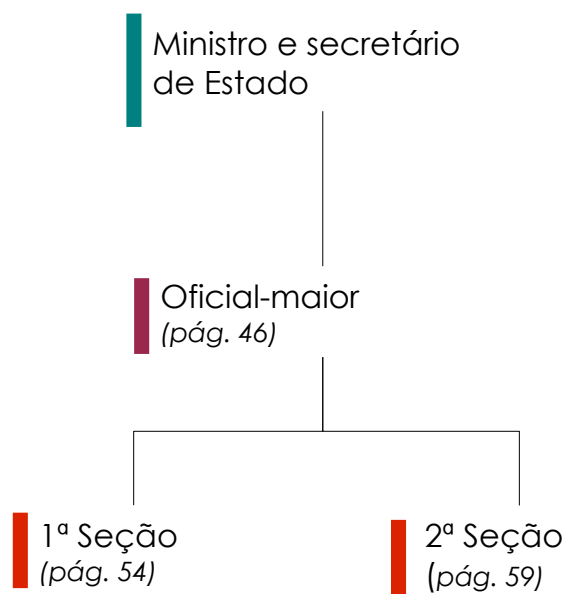 Ministro e secretário
de Estado
Oficial-maior
(pág. 46)
1ª Seção
(pág. 54)
2ª Seção
(pág. 59)